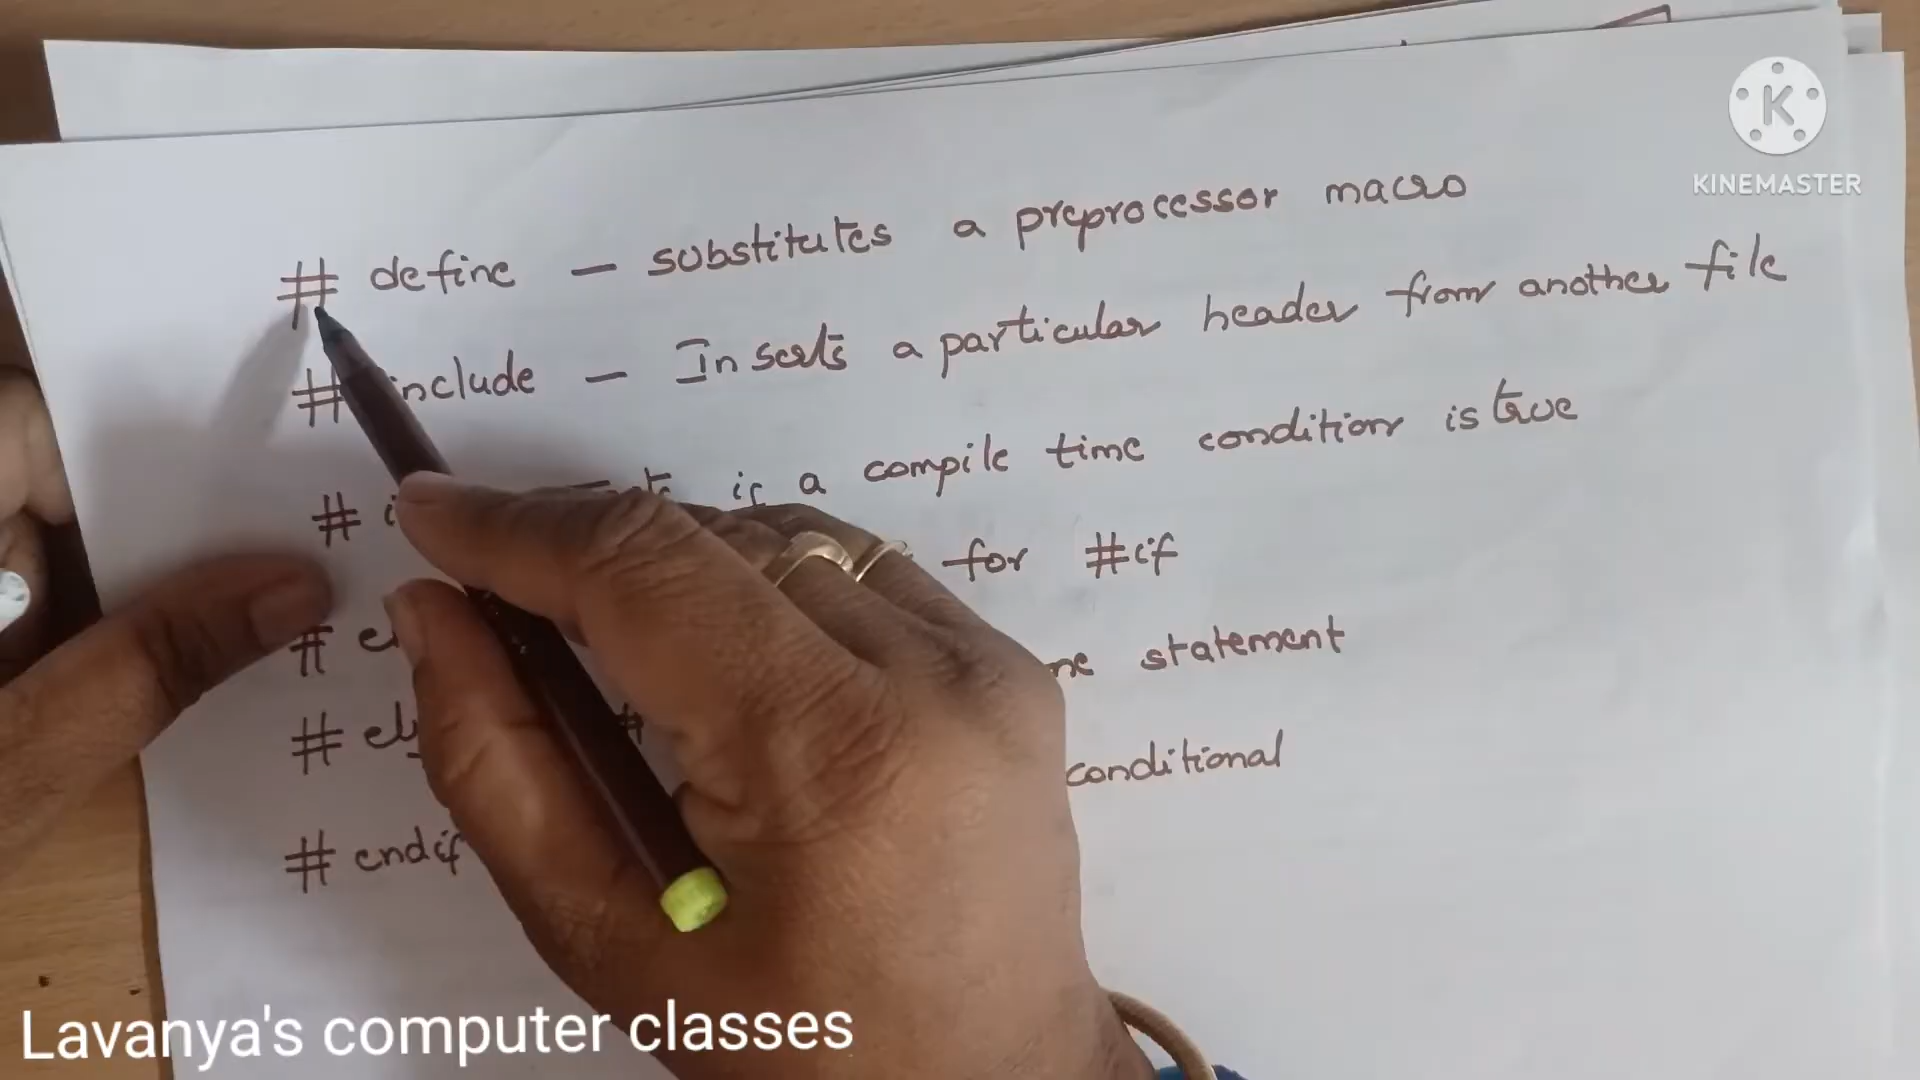 KINEMASTER
# define - substitutes a preprocessor macro
# include - Inserts a particular header from another file
# if a compile time condition is true
for #if
# statement
# #
conditional
# endif
Lavanya's computer classes